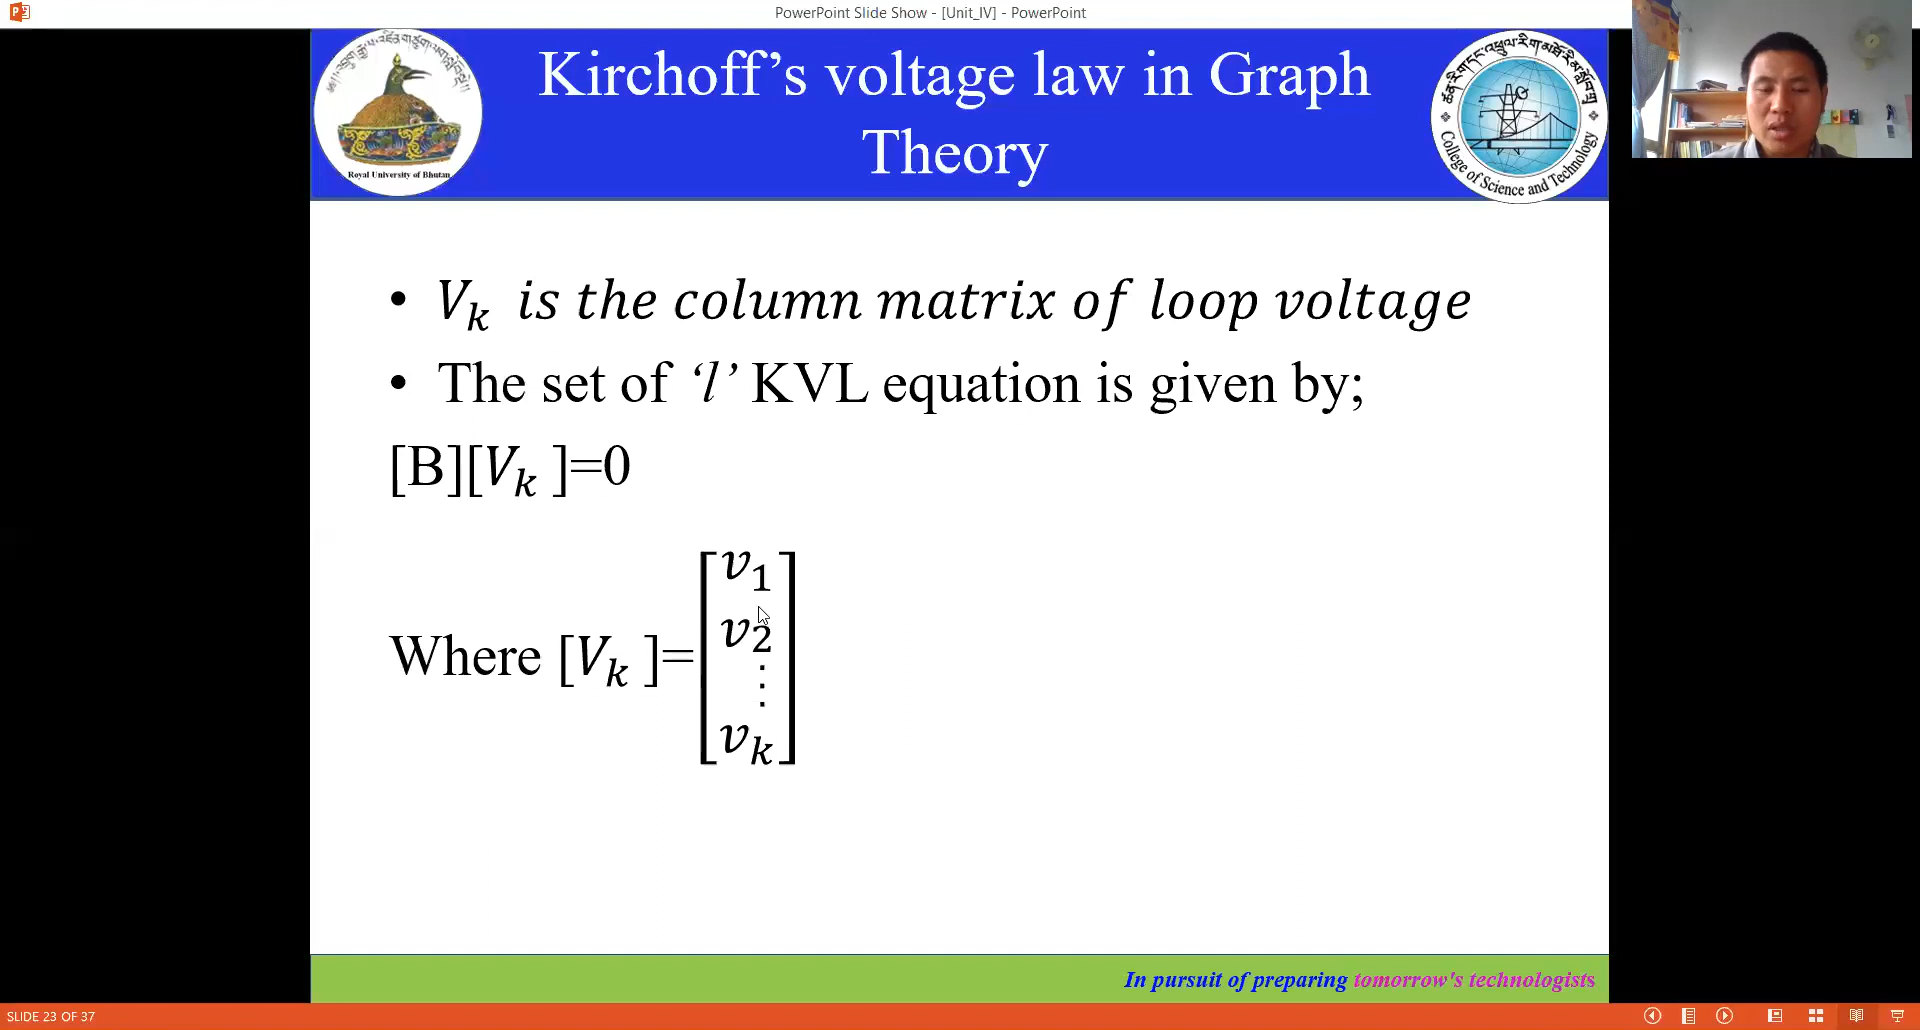 PowerPoint Slide Show - [Unit_IV] - PowerPoint
Kirchoff’s voltage law in Graph
Theory
Royal University of Bhutan
College of Science and Technology
• V_k is the column matrix of loop voltage
• The set of ‘l’ KVL equation is given by;
[B][V_k ]=0
Where [V_k ]=[v_1
v_2
⋮
v_k]
In pursuit of preparing tomorrow's technologists
SLIDE 23 OF 37